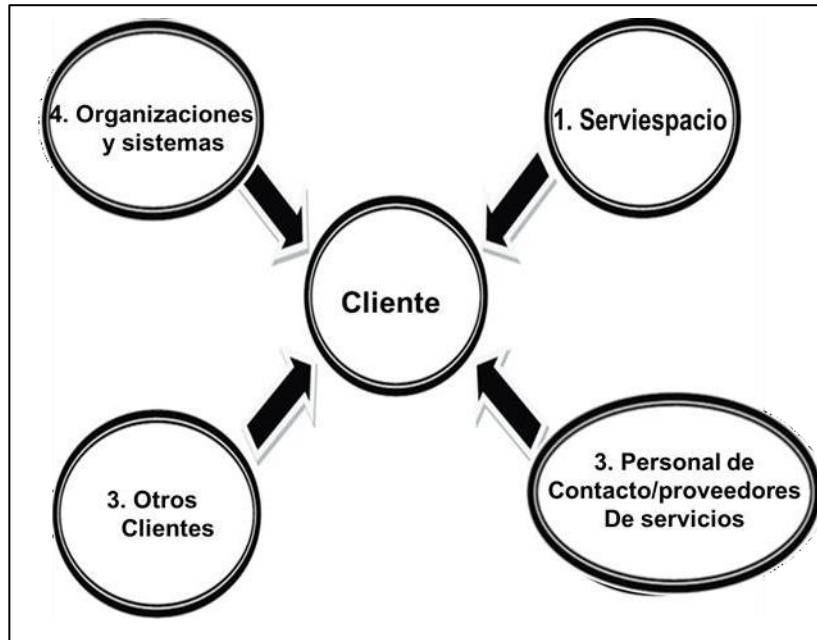 4. Organizaciones
y sistemas
1. Serviespacio
Cliente
3. Otros
Clientes
3. Personal de
Contacto/proveedores
De servicios